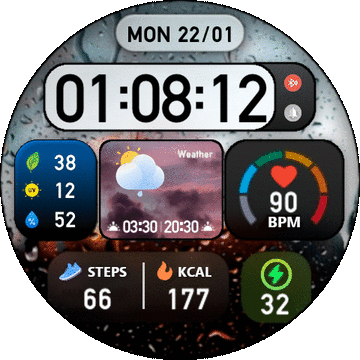 MON 22/01
01:08:12
38
UV 12
% 52
Weather
03:30 20:30
90
BPM
STEPS
66
KCAL
177
32